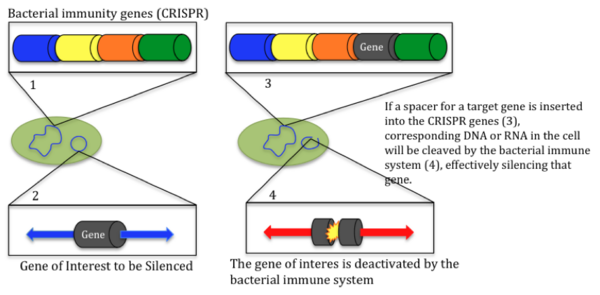 Bacterial immunity genes (CRISPR)
1
2
Gene
Gene of Interest to be Silenced
Gene
3
If a spacer for a target gene is inserted
into the CRISPR genes (3),
corresponding DNA or RNA in the cell
will be cleaved by the bacterial immune
system (4), effectively silencing that
gene.
4
The gene of interes is deactivated by the
bacterial immune system